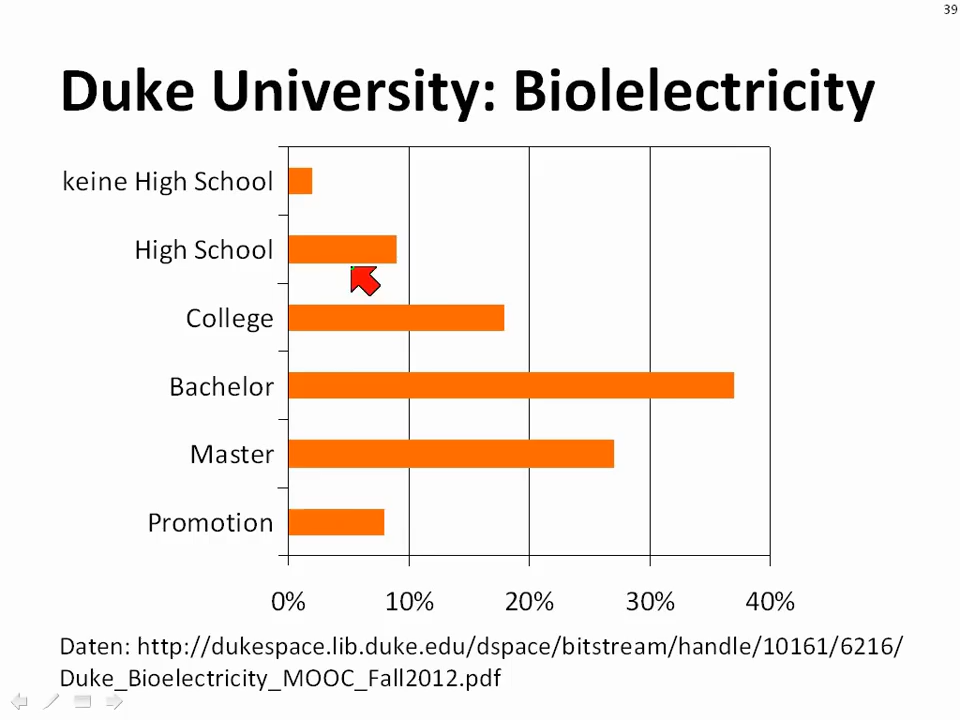 39
Duke University: Biolelectricity
keine High School
High School
College
Bachelor
Master
Promotion
0% 10% 20% 30% 40%
Daten: http://dukespace.lib.duke.edu/dspace/bitstream/handle/10161/6216/
Duke_Bioelectricity_MOOC_Fall2012.pdf